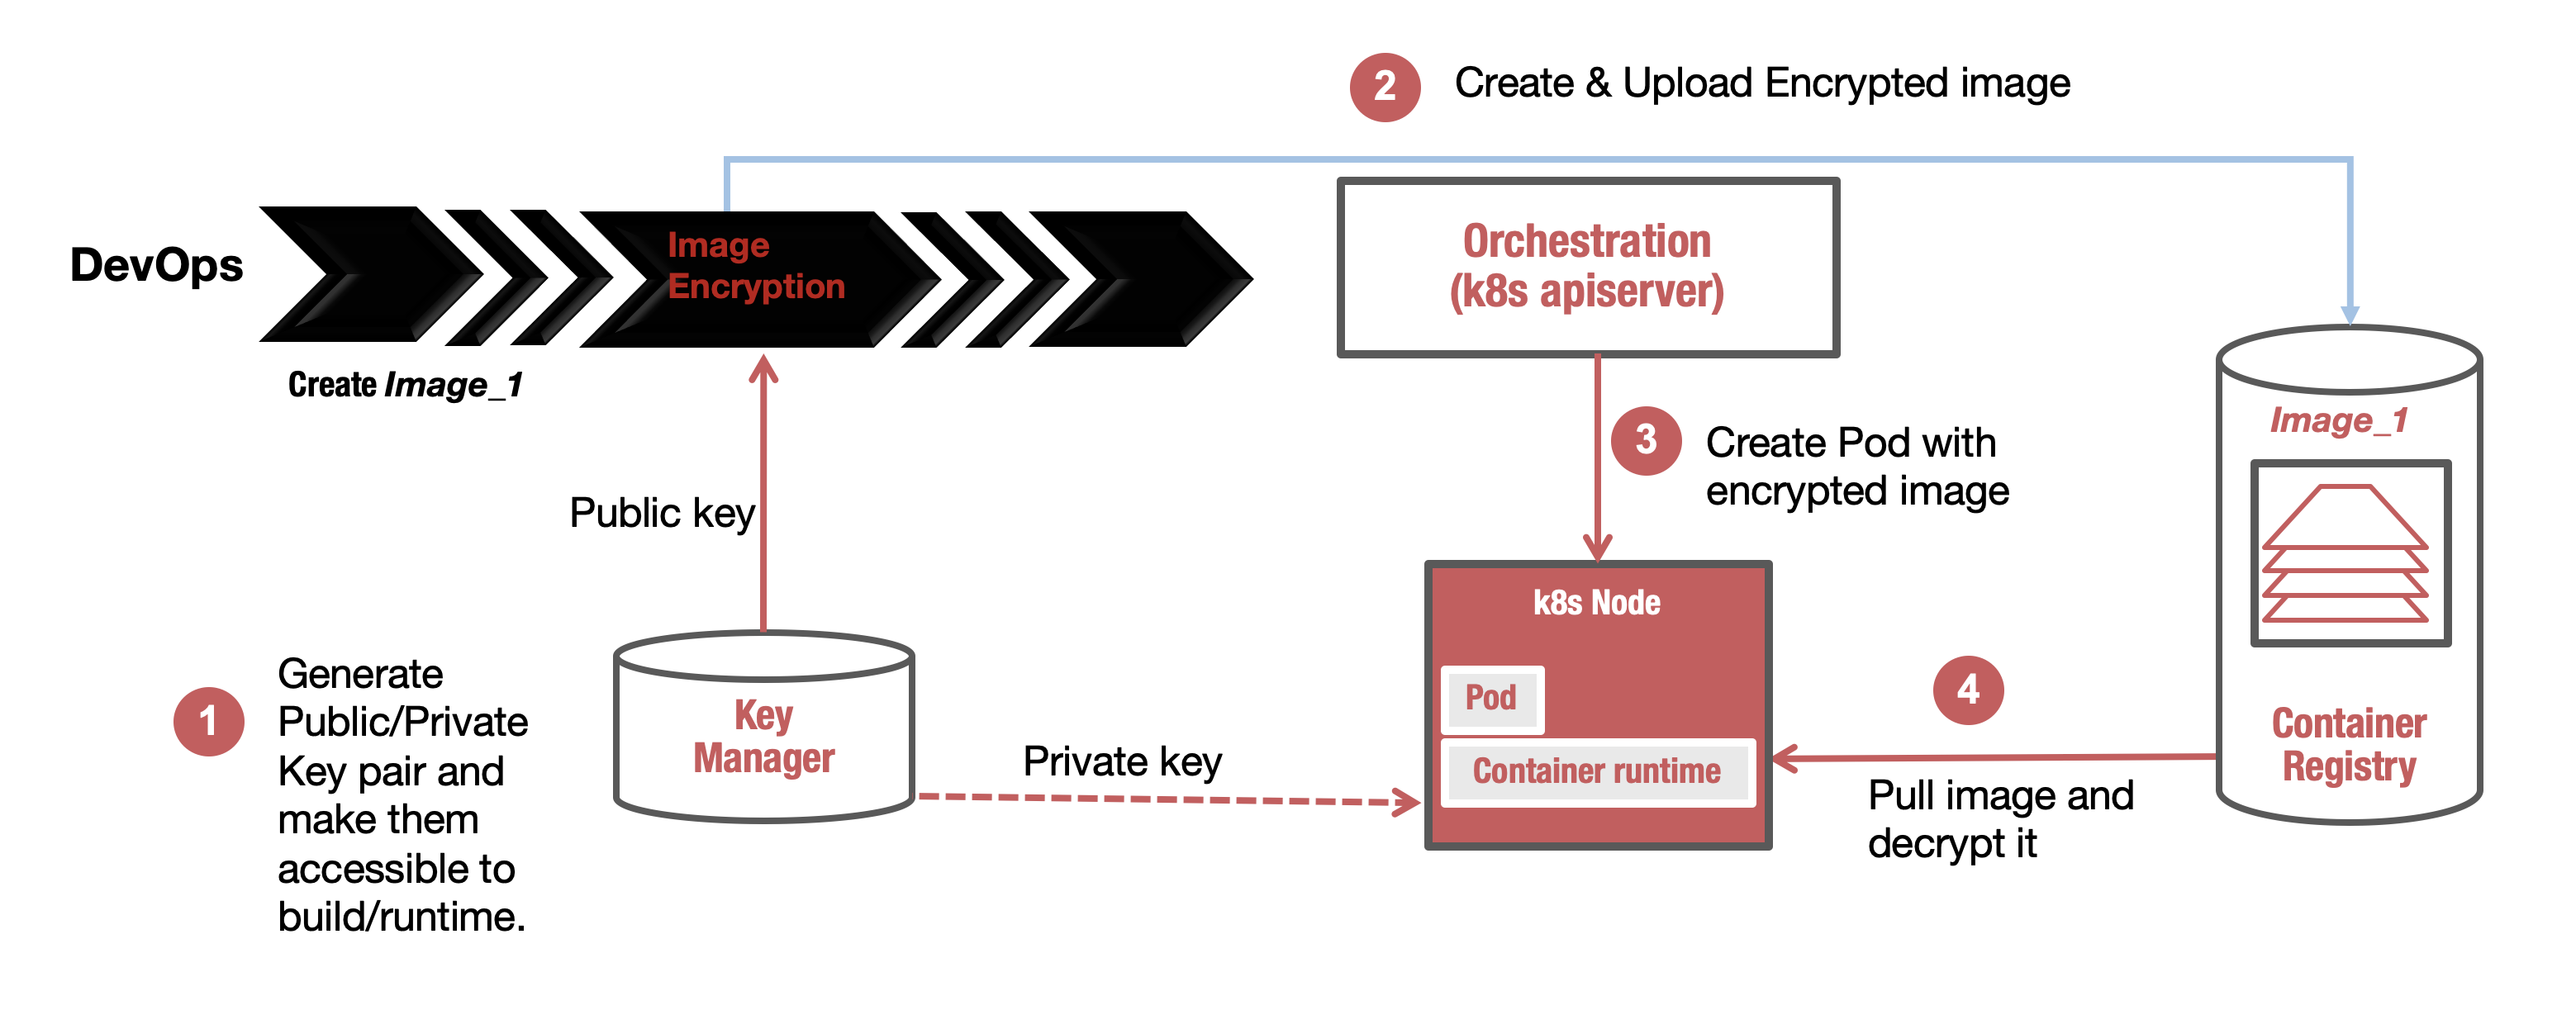 2
Create & Upload Encrypted image
DevOps
Image
Encryption
Create Image_1
Orchestration
(k8s apiserver)
Image_1
3
Create Pod with
encrypted image
Public key
k8s Node
Pod
Container runtime
1
Generate
Public/Private
Key pair and
make them
accessible to
build/runtime.
Key
Manager
Private key
4
Pull image and
decrypt it
Container
Registry